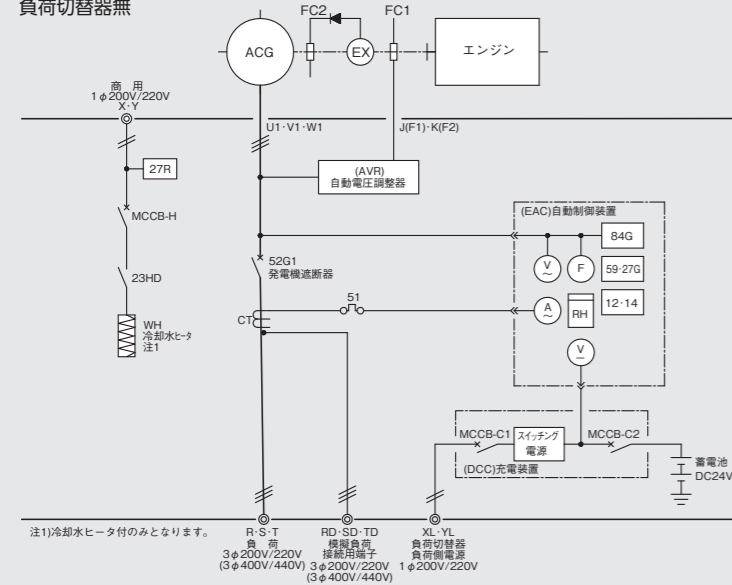 負荷切替器無
FC2
FC1
ACG
EX
エンジン
商　用
1φ200V/220V
X·Y
U1·V1·W1
J(F1)·K(F2)
27R
(AVR)
自動電圧調整器
MCCB-H
(EAC)自動制御装置
84G
V
F
59·27G
52G1
発電機遮断器
23HD
51
12·14
CT
A
RH
WH
冷却水ヒータ
注1
V
MCCB-C1
スイッチング
電源
MCCB-C2
(DCC)充電装置
蓄電池
DC24V
注1)冷却水ヒータ付のみとなります。
R·S·T
負　荷
3φ200V/220V
(3φ400V/440V)
RD·SD·TD
模擬負荷
接続用端子
3φ200V/220V
(3φ400V/440V)
XL·YL
負荷切替器
負荷側電源
1φ200V/220V